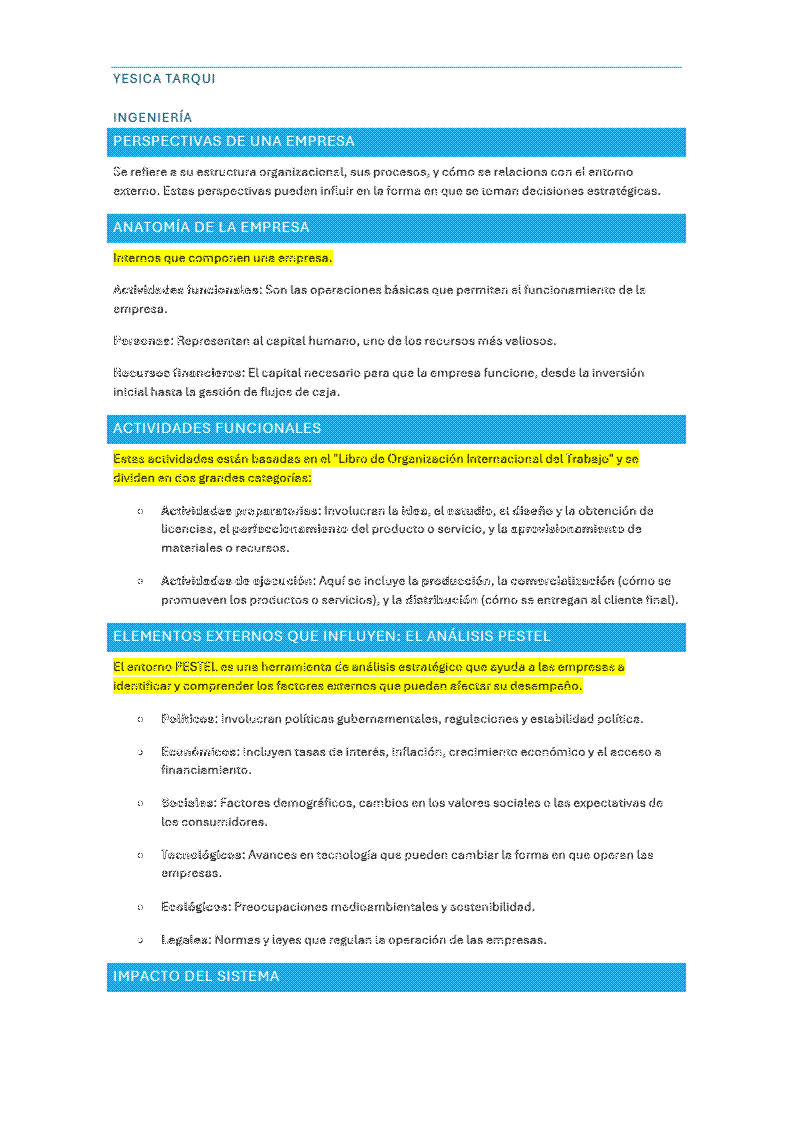 YESICA TARQUI
INGENIERÍA
PERSPECTIVAS DE UNA EMPRESA
Se refiere a su estructura organizacional, sus procesos, y cómo se relaciona con el entorno
externo. Estas perspectivas pueden influir en la forma en que se toman decisiones estratégicas.
ANATOMÍA DE LA EMPRESA
Internos que componen una empresa.
Actividades funcionales: Son las operaciones básicas que permiten el funcionamiento de la
empresa.
Personas: Representan al capital humano, uno de los recursos más valiosos.
Recursos financieros: El capital necesario para que la empresa funcione, desde la inversión
inicial hasta la gestión de flujos de caja.
ACTIVIDADES FUNCIONALES
Estas actividades están basadas en el "Libro de Organización Internacional del Trabajo" y se
dividen en dos grandes categorías:
○ Actividades preparatorias: Involucran la idea, el estudio, el diseño y la obtención de
licencias, el perfeccionamiento del producto o servicio, y la aprovisionamiento de
materiales o recursos.
○ Actividades de ejecución: Aquí se incluye la producción, la comercialización (cómo se
promueven los productos o servicios), y la distribución (cómo se entregan al cliente final).
ELEMENTOS EXTERNOS QUE INFLUYEN: EL ANÁLISIS PESTEL
El entorno PESTEL es una herramienta de análisis estratégico que ayuda a las empresas a
identificar y comprender los factores externos que pueden afectar su desempeño.
○ Políticos: Involucran políticas gubernamentales, regulaciones y estabilidad política.
○ Económicos: Incluyen tasas de interés, inflación, crecimiento económico y el acceso a
financiamiento.
○ Sociales: Factores demográficos, cambios en los valores sociales o las expectativas de
los consumidores.
○ Tecnológicos: Avances en tecnología que pueden cambiar la forma en que operan las
empresas.
○ Ecológicos: Preocupaciones medioambientales y sostenibilidad.
○ Legales: Normas y leyes que regulan la operación de las empresas.
IMPACTO DEL SISTEMA